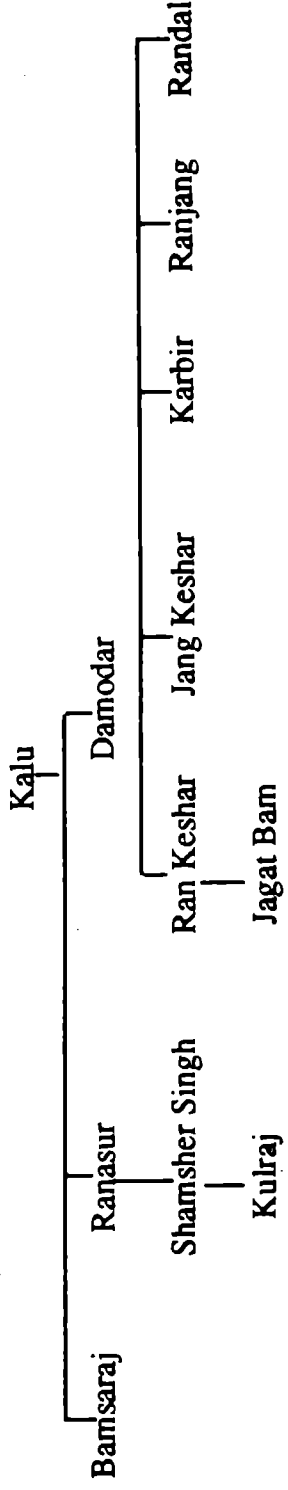 Kalu
Bamsaraj Ranasur Damodar
Shamsher Singh Ran Keshar Jang Keshar Karbir Ranjang Randal
Kulraj Jagat Bam